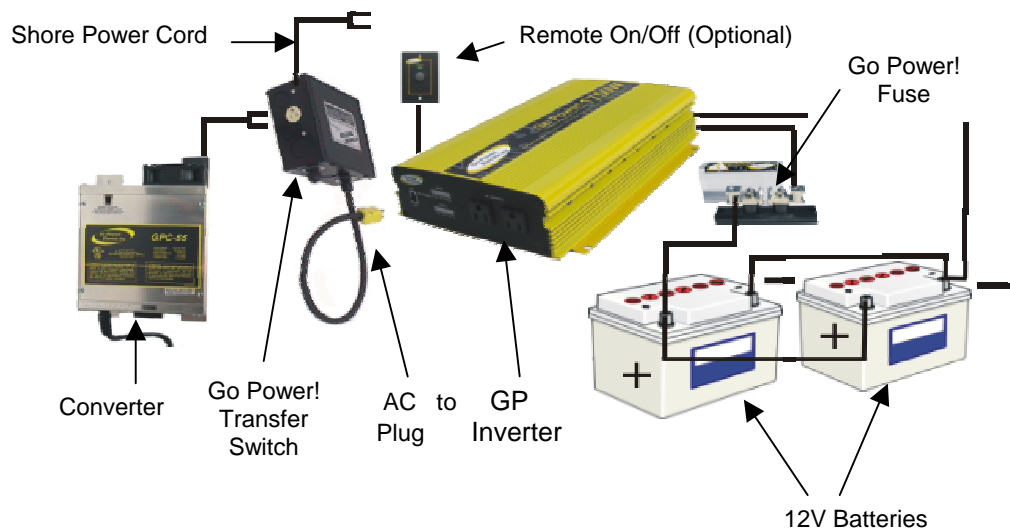 Shore Power Cord
Remote On/Off (Optional)
Go Power!
Fuse
GPC-55
Converter
Go Power!
Transfer
Switch
AC to GP
Plug Inverter
12V Batteries